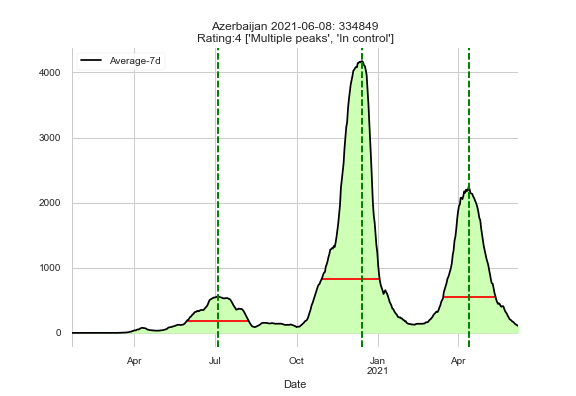 Azerbaijan 2021-06-08: 334849
Rating:4 ['Multiple peaks', 'In control']
Average-7d
4000
3000
2000
1000
0
Apr
Jul
Oct
Jan
2021
Apr
Date